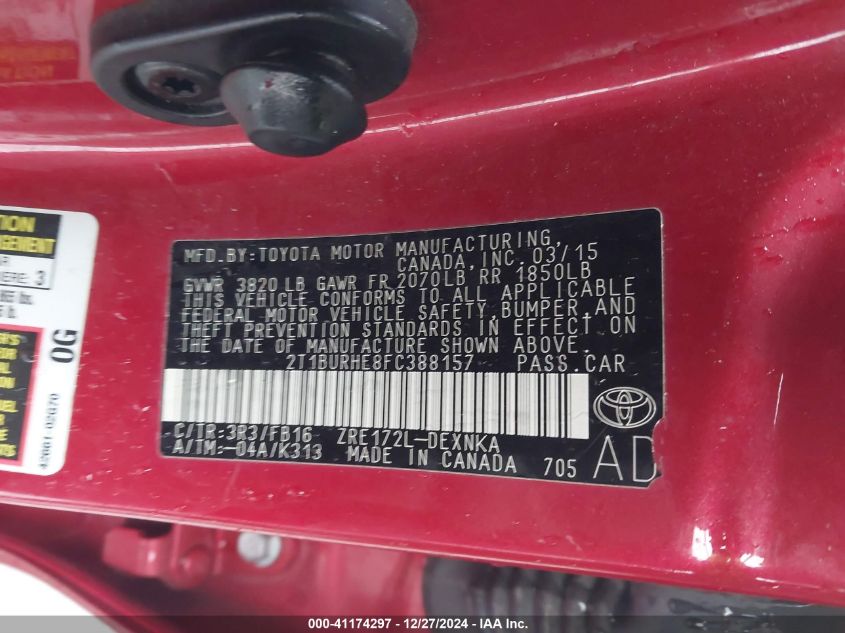 MFD.BY:TOYOTA MOTOR MANUFACTURING,
CANADA,INC. 03/15
GVWR 3820 LB GAWR FR 2070LB RR 1850LB
THIS VEHICLE CONFORMS TO ALL APPLICABLE
FEDERAL MOTOR VEHICLE SAFETY,BUMPER,AND
THEFT PREVENTION STANDARDS IN EFFECT ON
THE DATE OF MANUFACTURE SHOWN ABOVE.
2T1BURHE8FC388157 PASS.CAR
C/TR:3R3/FB16 ZRE172L-DEXNKA
A/TM:-04A/K313 MADE IN CANADA 705
AD
0G
42661-02G70
000-41174297 - 12/27/2024 - IAA Inc.